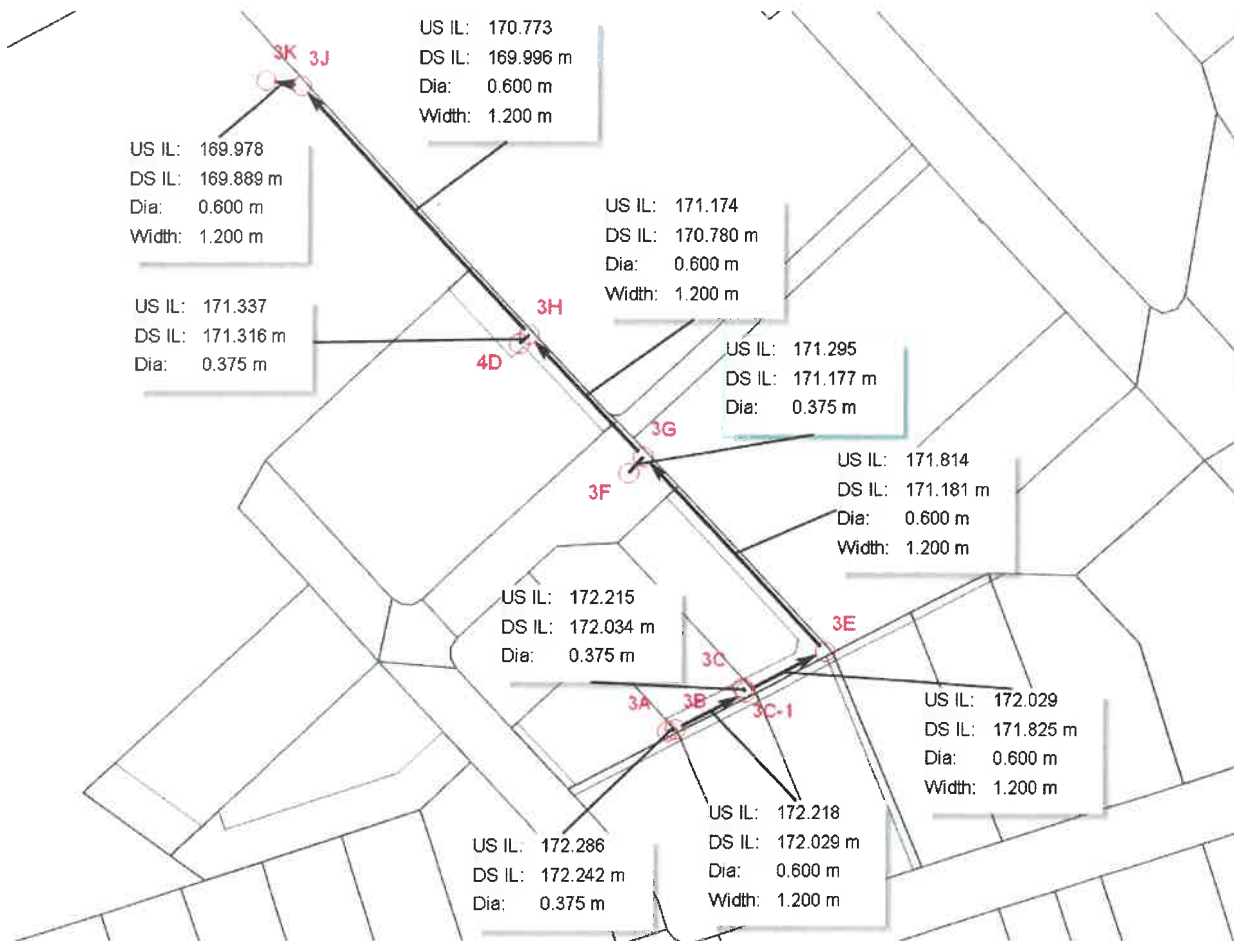 US IL: 170.773
DS IL: 169.996 m
Dia: 0.600 m
Width: 1.200 m
3K
3J
US IL: 169.978
DS IL: 169.889 m
Dia: 0.600 m
Width: 1.200 m
US IL: 171.174
DS IL: 170.780 m
Dia: 0.600 m
Width: 1.200 m
US IL: 171.337
DS IL: 171.316 m
Dia: 0.375 m
3H
4D
US IL: 171.295
DS IL: 171.177 m
Dia: 0.375 m
3G
3F
US IL: 171.814
DS IL: 171.181 m
Dia: 0.600 m
Width: 1.200 m
US IL: 172.215
DS IL: 172.034 m
Dia: 0.375 m
3E
3C
3A
3B
3C-1
US IL: 172.029
DS IL: 171.825 m
Dia: 0.600 m
Width: 1.200 m
US IL: 172.286
DS IL: 172.242 m
Dia: 0.375 m
US IL: 172.218
DS IL: 172.029 m
Dia: 0.600 m
Width: 1.200 m